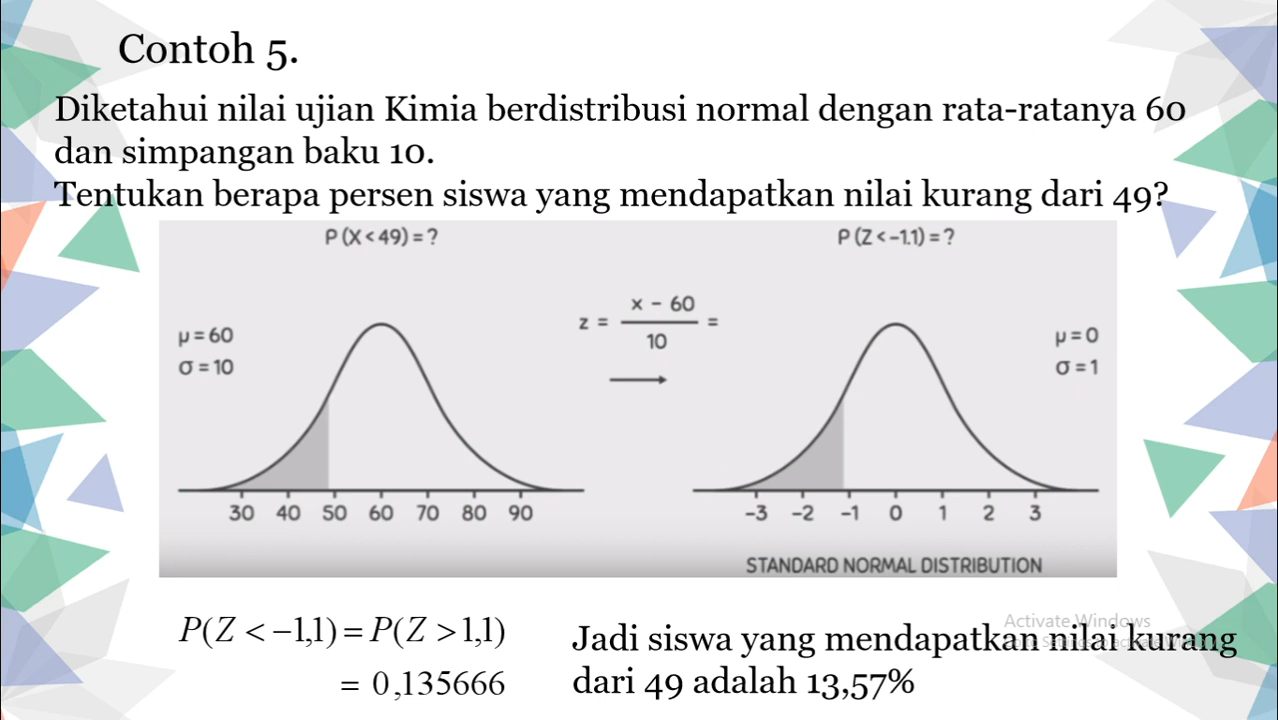 Contoh 5.
Diketahui nilai ujian Kimia berdistribusi normal dengan rata-ratanya 60
dan simpangan baku 10.
Tentukan berapa persen siswa yang mendapatkan nilai kurang dari 49?
P (X < 49) = ?
P (Z < -1.1) = ?
z = x - 60 / 10 =
μ = 60
σ = 10
μ = 0
σ = 1
30 40 50 60 70 80 90
-3 -2 -1 0 1 2 3
STANDARD NORMAL DISTRIBUTION
P(Z < -1,1) = P(Z > 1,1)
= 0,135666
Activate Windows
Jadi siswa yang mendapatkan nilai kurang
dari 49 adalah 13,57%